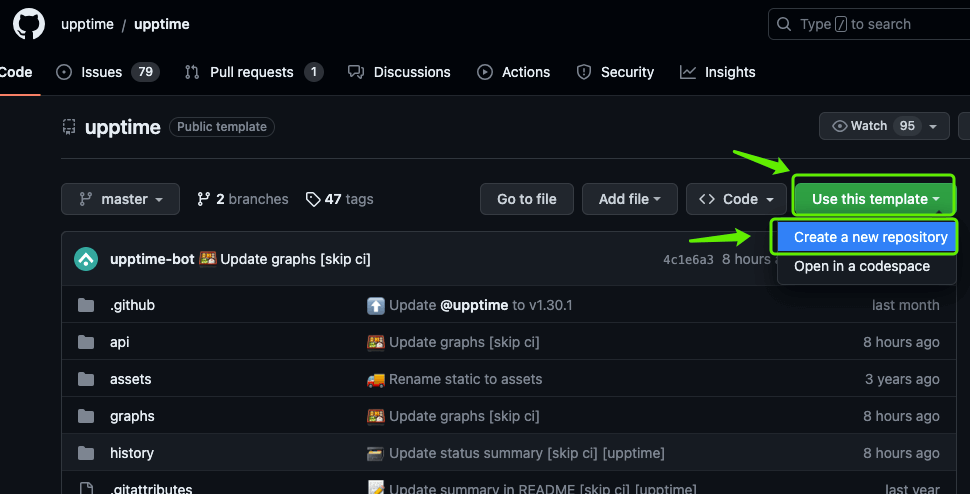 upptime / upptime
Type / to search
Code Issues 79 Pull requests 1 Discussions Actions Security Insights
upptime Public template Watch 95
master 2 branches 47 tags Go to file Add file Code Use this template
Create a new repository
Open in a codespace
upptime-bot Update graphs [skip ci] 4c1e6a3 8 hours
.github Update @upptime to v1.30.1 last month
api Update graphs [skip ci] 8 hours ago
assets Rename static to assets 3 years ago
graphs Update graphs [skip ci] 8 hours ago
history Update status summary [skip ci] [upptime] 8 hours ago
.gitattributes Update summary in README [skip ci] [upptime] last year